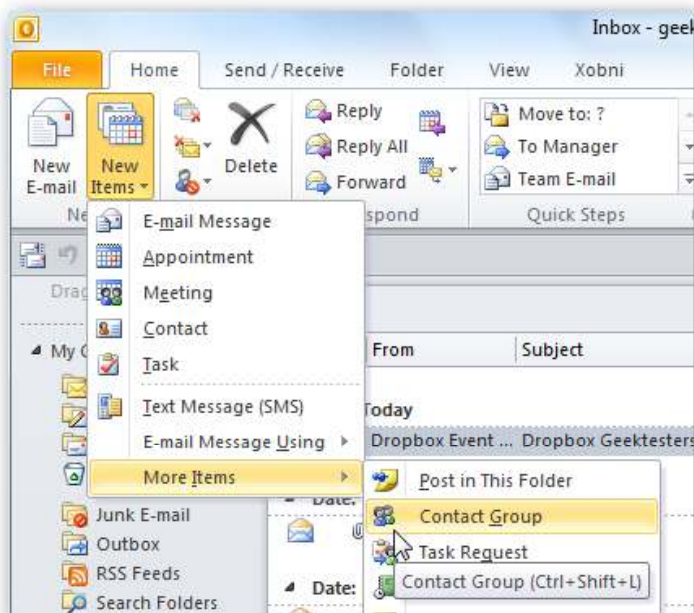 Inbox - geek
File Home Send / Receive Folder View Xobni
New E-mail
New Items
Delete
Reply
Reply All
Forward
Move to: ?
To Manager
Team E-mail
Quick Steps
E-mail Message
Appointment
Meeting
Contact
Task
Text Message (SMS)
E-mail Message Using
More Items
From Subject
Today
Dropbox Event ... Dropbox Geektesters
Post in This Folder
Contact Group
Task Request
Contact Group (Ctrl+Shift+L)
Date:
Junk E-mail
Outbox
RSS Feeds
Search Folders
Date: